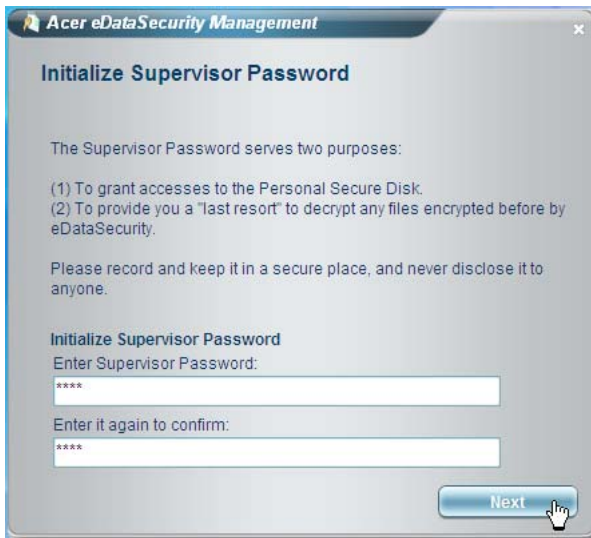 Acer eDataSecurity Management
Initialize Supervisor Password
The Supervisor Password serves two purposes:
(1) To grant accesses to the Personal Secure Disk.
(2) To provide you a "last resort" to decrypt any files encrypted before by
eDataSecurity.
Please record and keep it in a secure place, and never disclose it to
anyone.
Initialize Supervisor Password
Enter Supervisor Password:
****
Enter it again to confirm:
****
Next